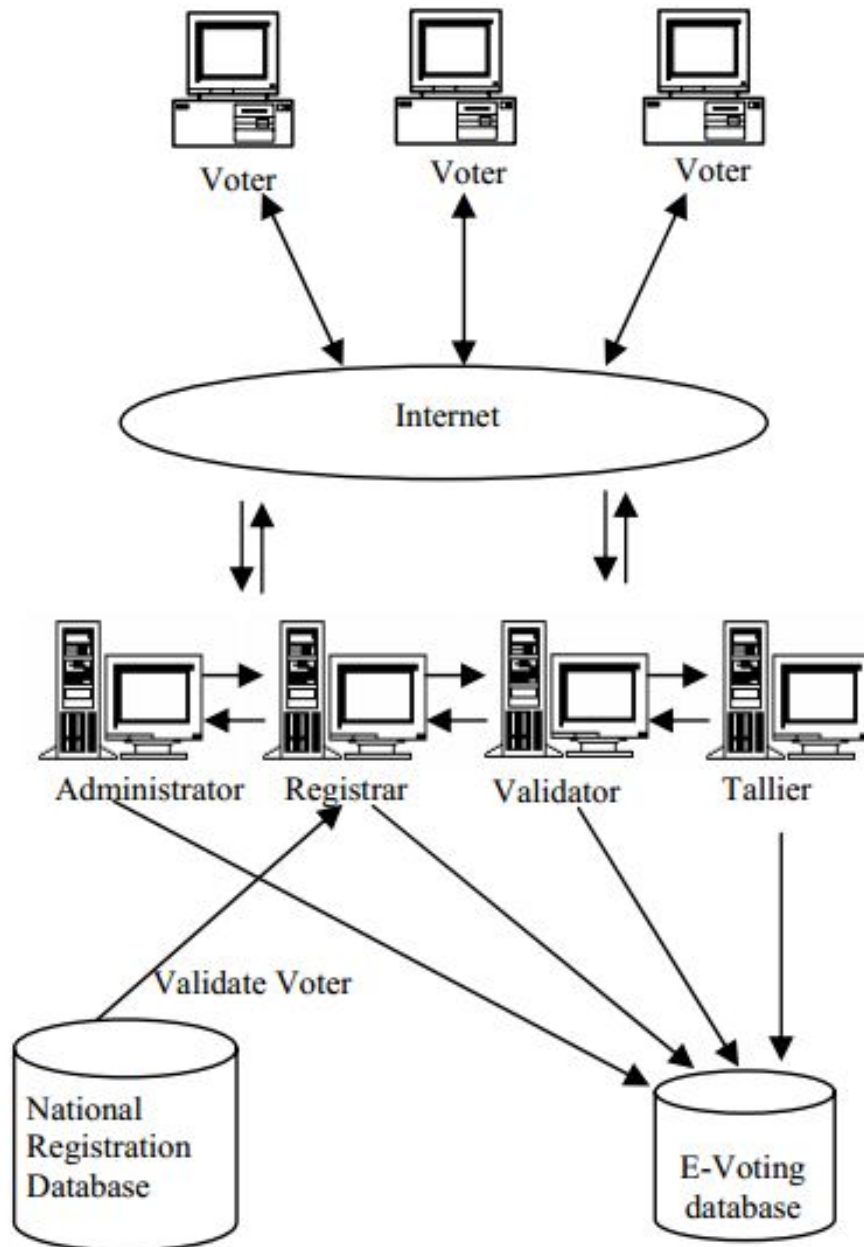 Voter
Voter
Voter
Internet
Administrator
Registrar
Validator
Tallier
Validate Voter
National
Registration
Database
E-Voting
database